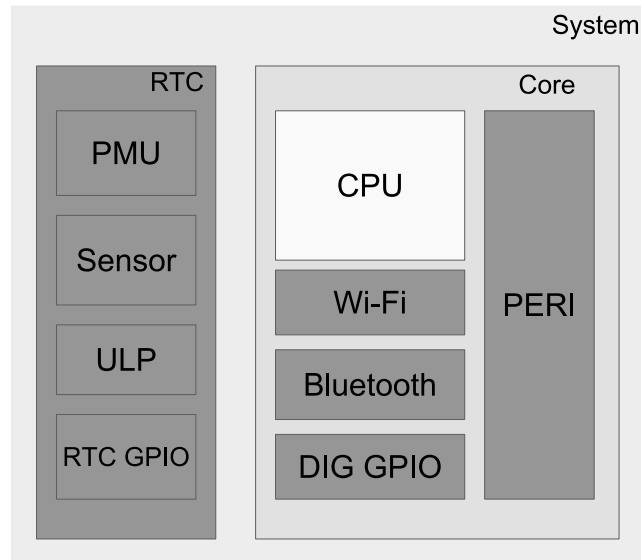 System
RTC
PMU
Sensor
ULP
RTC GPIO
Core
CPU
Wi-Fi
Bluetooth
DIG GPIO
PERI